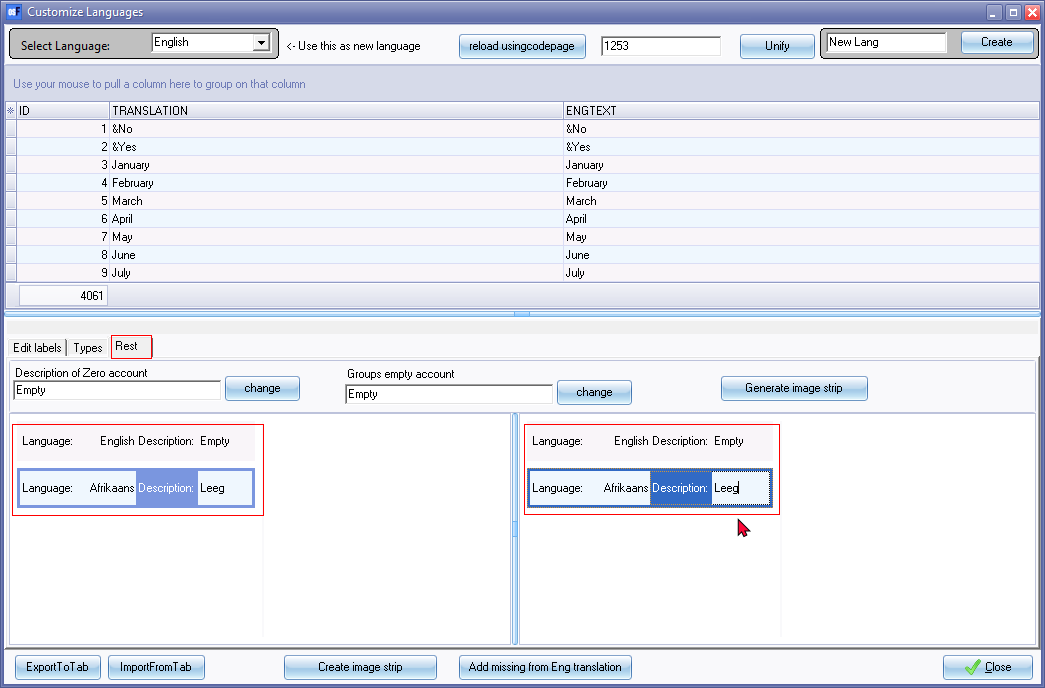 Customize Languages
Select Language: English <- Use this as new language reload usingcodepage 1253 Unify New Lang Create
Use your mouse to pull a column here to group on that column
ID TRANSLATION ENGTEXT
1 &No &No
2 &Yes &Yes
3 January January
4 February February
5 March March
6 April April
7 May May
8 June June
9 July July
4061
Edit labels Types Rest
Description of Zero account Groups empty account
Empty change Empty change Generate image strip
Language: English Description: Empty Language: English Description: Empty
Language: Afrikaans Description: Leeg Language: Afrikaans Description: Leeg
ExportToTab ImportFromTab Create image strip Add missing from Eng translation Close